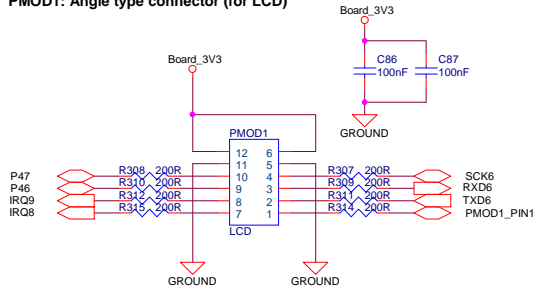 PMOD1: Angle type connector (for LCD)
Board_3V3
Board_3V3
C86
100nF
C87
100nF
GROUND
PMOD1
12 6
11 5
P47 R308 200R 10 4 R307 200R SCK6
P46 R310 200R 9 3 R309 200R RXD6
IRQ9 R312 200R 8 2 R311 200R TXD6
IRQ8 R315 200R 7 1 R314 200R PMOD1_PIN1
LCD
GROUND GROUND